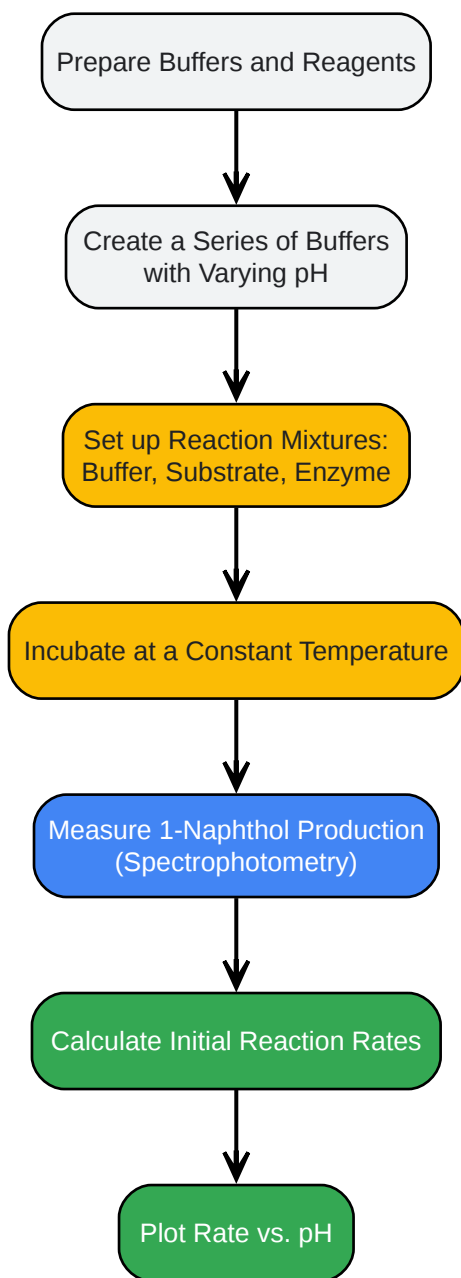 Prepare Buffers and Reagents
Create a Series of Buffers
with Varying pH
Set up Reaction Mixtures:
Buffer, Substrate, Enzyme
Incubate at a Constant Temperature
Measure 1-Naphthol Production
(Spectrophotometry)
Calculate Initial Reaction Rates
Plot Rate vs. pH